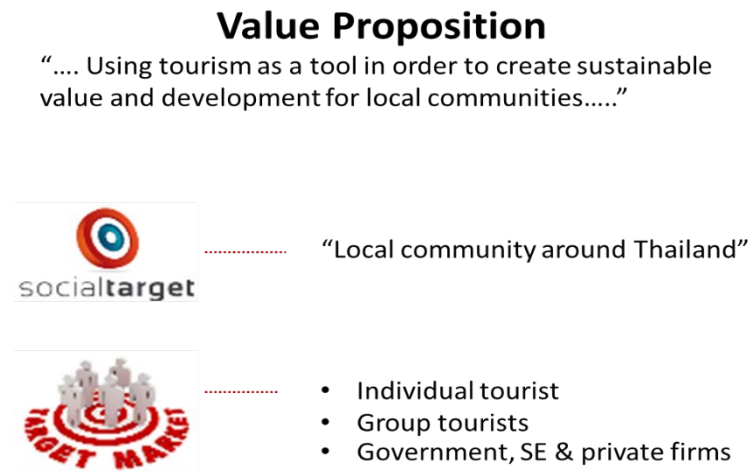 Value Proposition
“.... Using tourism as a tool in order to create sustainable
value and development for local communities.....”
socialtarget
“Local community around Thailand”
TARGET MARKET
• Individual tourist
• Group tourists
• Government, SE & private firms